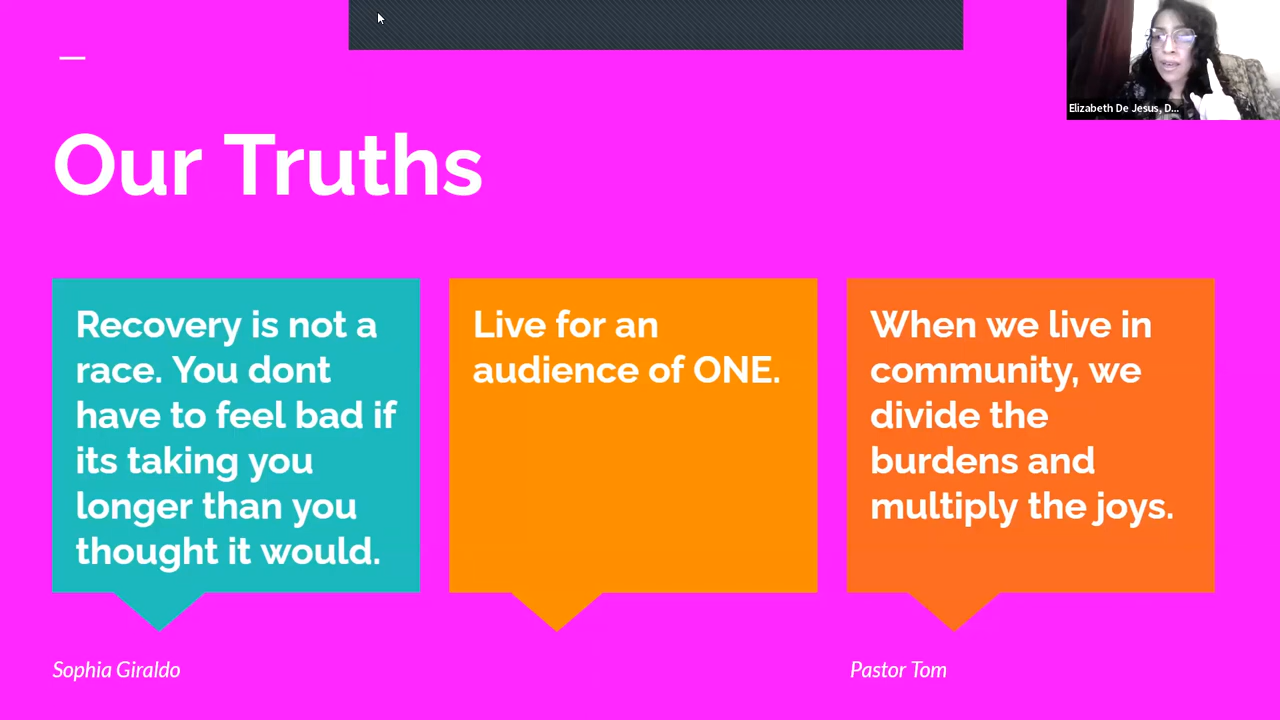 Elizabeth De Jesus, D...
Our Truths
Recovery is not a
race. You dont
have to feel bad if
its taking you
longer than you
thought it would.
Live for an
audience of ONE.
When we live in
community, we
divide the
burdens and
multiply the joys.
Sophia Giraldo
Pastor Tom